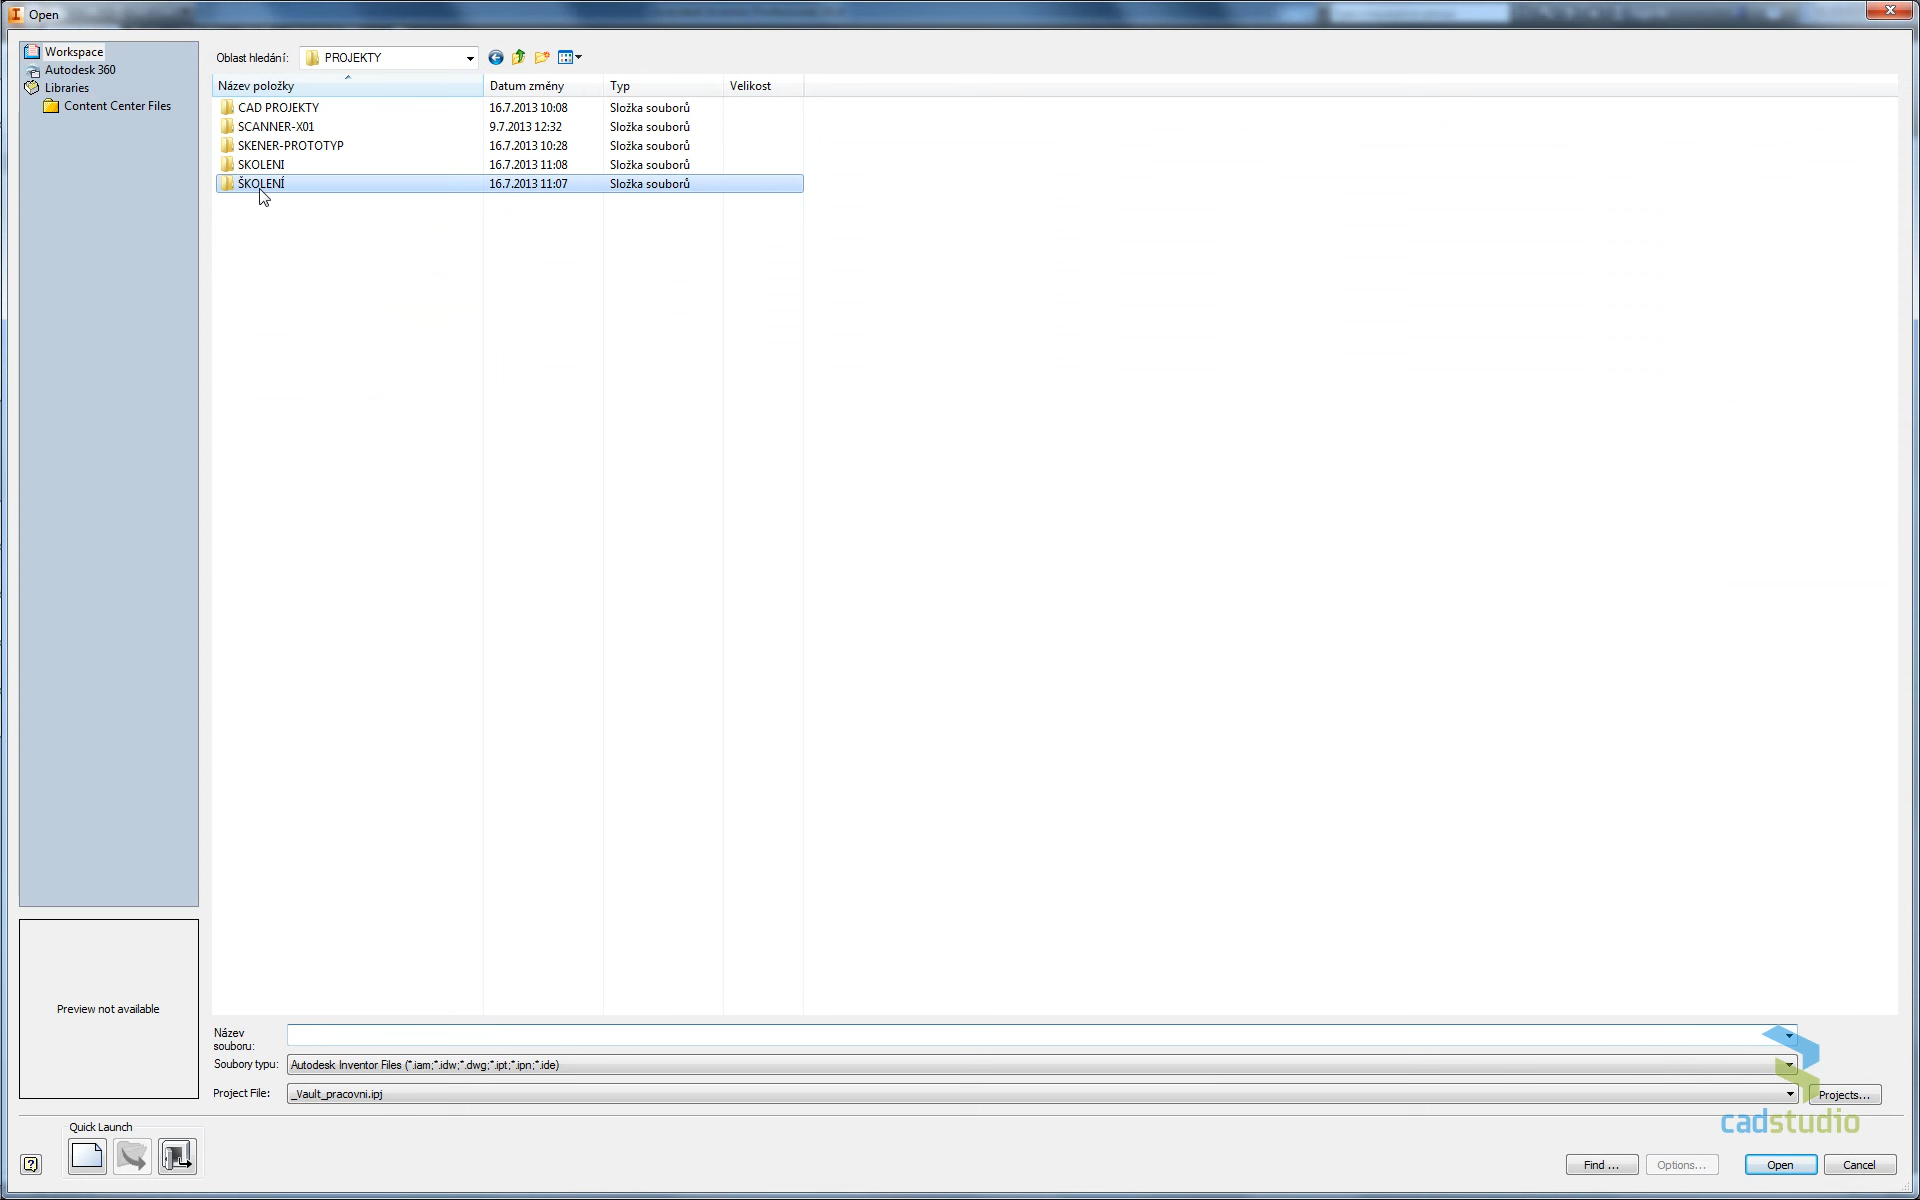 Open
Workspace
Autodesk 360
Libraries
Content Center Files
Oblast hledání: PROJEKTY
Název položky Datum změny Typ Velikost
CAD PROJEKTY 16.7.2013 10:08 Složka souborů
SCANNER-X01 9.7.2013 12:32 Složka souborů
SKENER-PROTOTYP 16.7.2013 10:28 Složka souborů
SKOLENI 16.7.2013 11:08 Složka souborů
ŠKOLENÍ 16.7.2013 11:07 Složka souborů
Preview not available
Název
souboru:
Soubory typu: Autodesk Inventor Files (*.iam;*.idw;*.dwg;*.ipt;*.ipn;*.ide)
Project File: _Vault_pracovni.ipj Projects...
cadstudio
Quick Launch
Find ... Options... Open Cancel